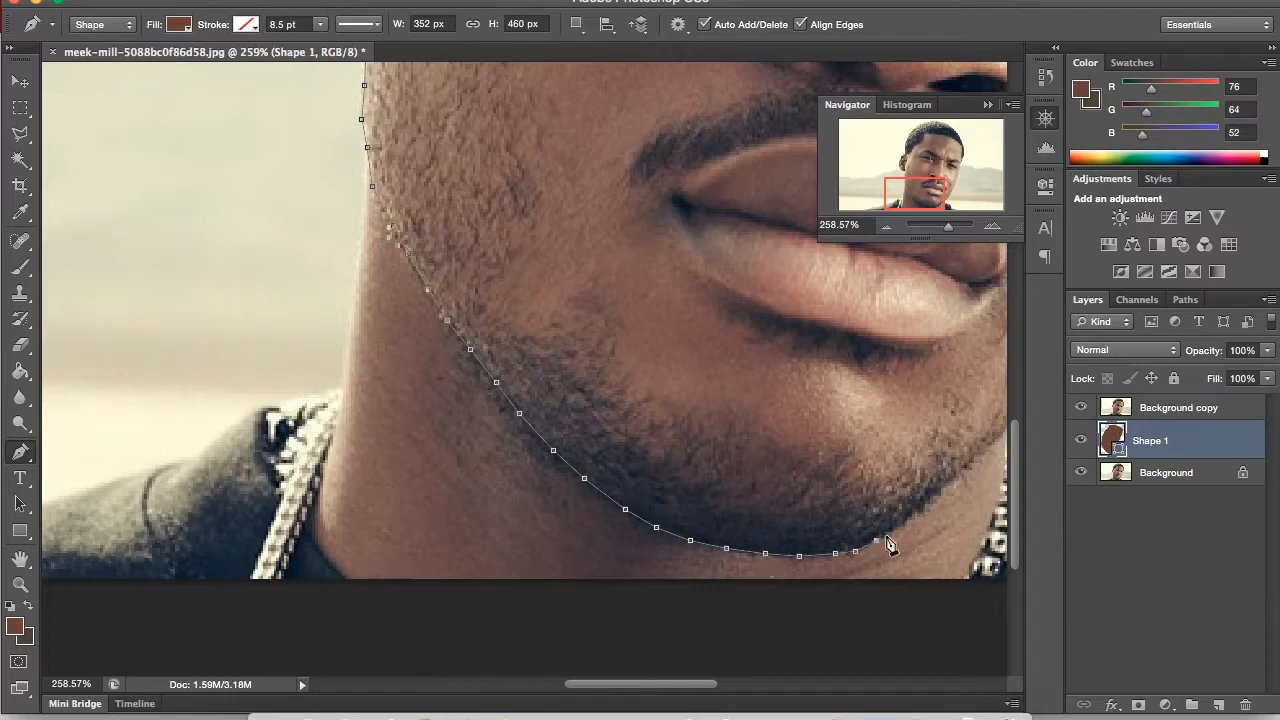 Shape Fill: Stroke: 8.5 pt W: 352 px H: 460 px Auto Add/Delete Align Edges Essentials
meek-mill-5088bc0f86d58.jpg @ 259% (Shape 1, RGB/8) *
Navigator Histogram
258.57%
Color Swatches
R 76
G 64
B 52
Adjustments Styles
Add an adjustment
Layers Channels Paths
Kind
Normal Opacity: 100%
Lock: Fill: 100%
Background copy
Shape 1
Background
258.57% Doc: 1.59M/3.18M
Mini Bridge Timeline